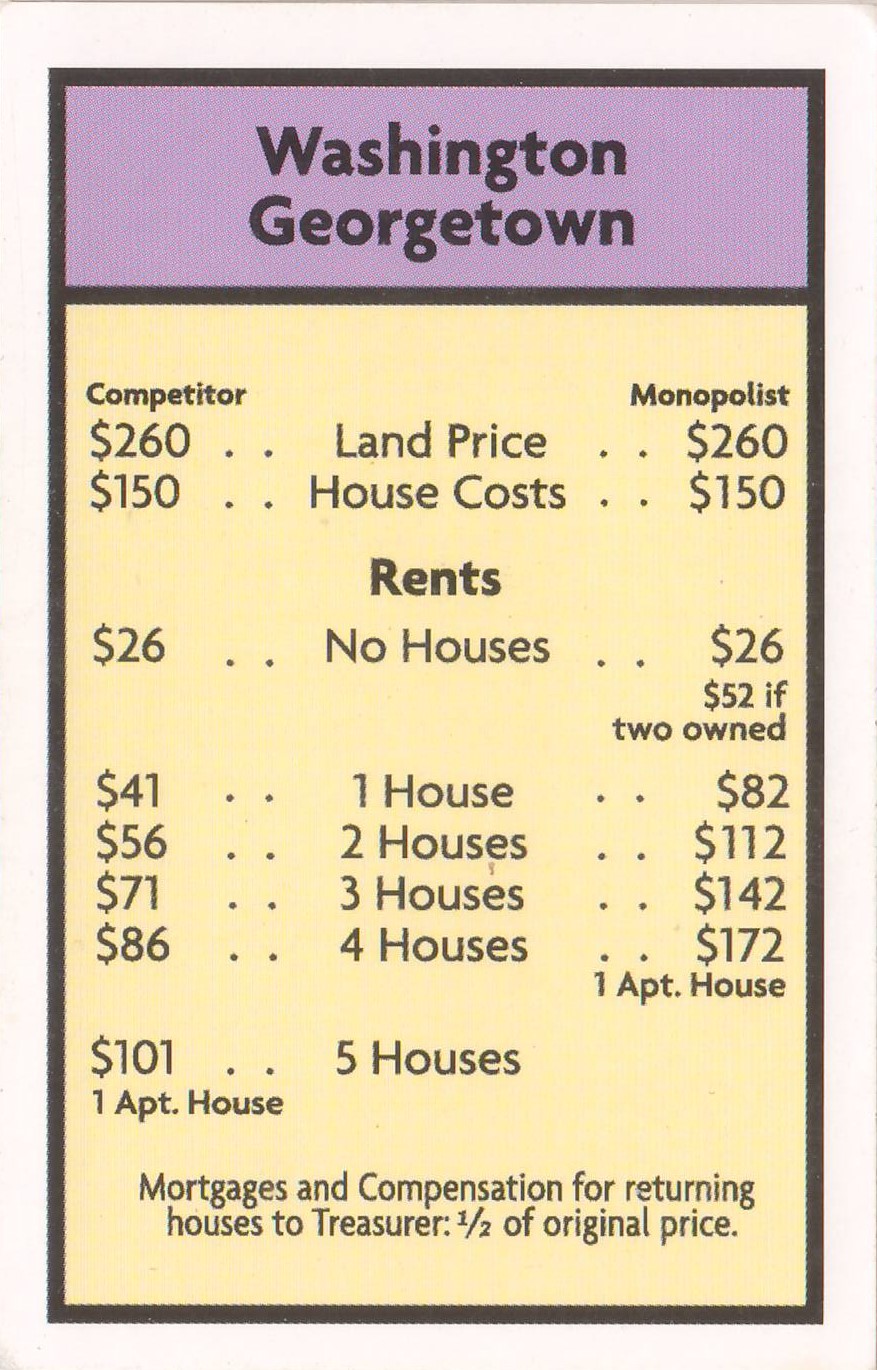 Washington
Georgetown
Competitor Monopolist
$260 . . Land Price . . $260
$150 . . House Costs . . $150
Rents
$26 . . No Houses . . $26
$52 if
two owned
$41 . . 1 House . . $82
$56 . . 2 Houses . . $112
$71 . . 3 Houses . . $142
$86 . . 4 Houses . . $172
1 Apt. House
$101 . . 5 Houses
1 Apt. House
Mortgages and Compensation for returning
houses to Treasurer: ½ of original price.